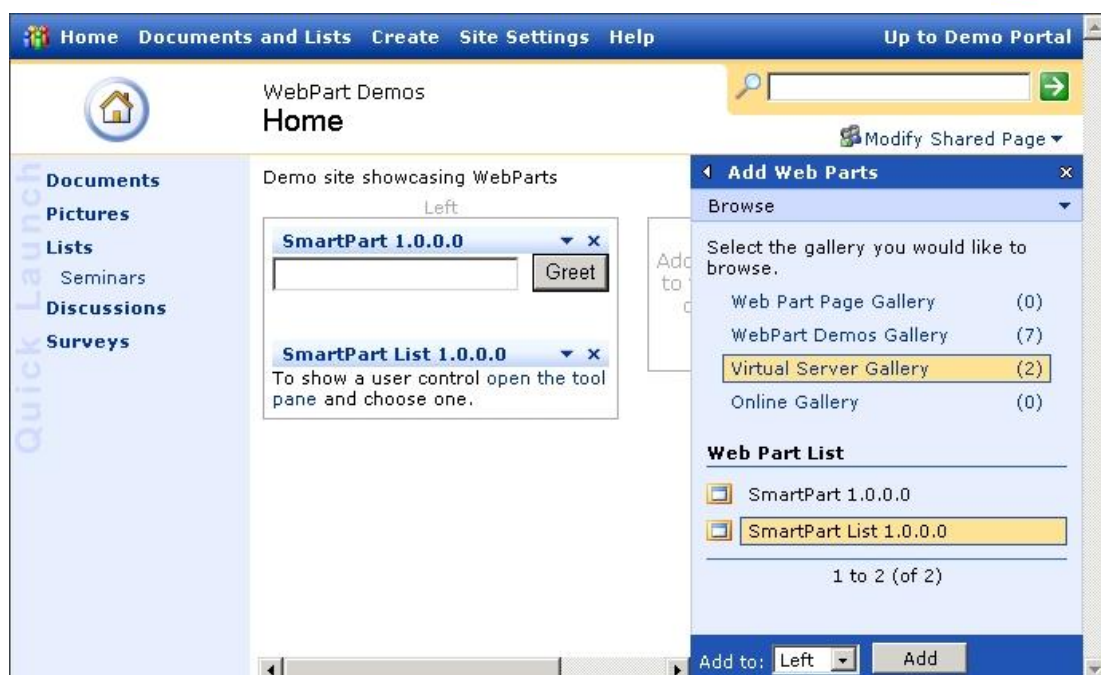 Home Documents and Lists Create Site Settings Help Up to Demo Portal
WebPart Demos
Home
Modify Shared Page
Quick Launch
Documents
Pictures
Lists
Seminars
Discussions
Surveys
Demo site showcasing WebParts
Left
SmartPart 1.0.0.0
Greet
SmartPart List 1.0.0.0
To show a user control open the tool
pane and choose one.
Add Web Parts
Browse
Select the gallery you would like to
browse.
Web Part Page Gallery (0)
WebPart Demos Gallery (7)
Virtual Server Gallery (2)
Online Gallery (0)
Web Part List
SmartPart 1.0.0.0
SmartPart List 1.0.0.0
1 to 2 (of 2)
Add to: Left Add